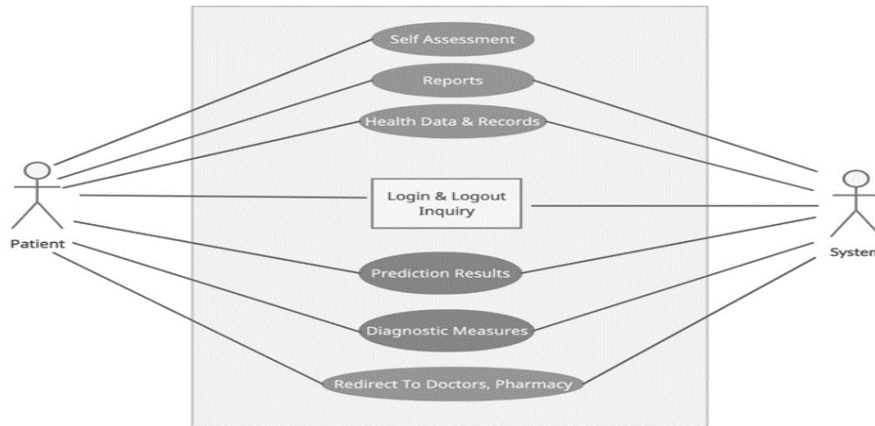 Self Assessment
Reports
Health Data & Records
Login & Logout
Inquiry
Patient
System
Prediction Results
Diagnostic Measures
Redirect To Doctors, Pharmacy